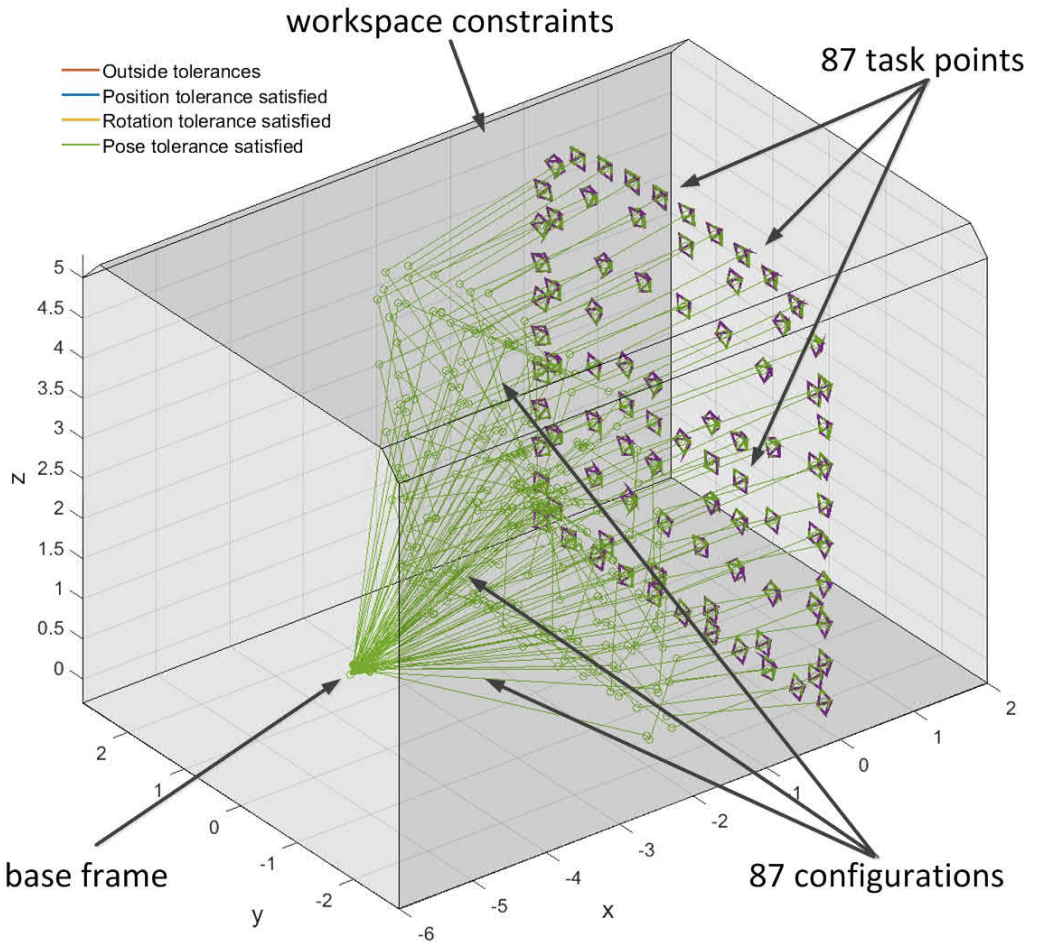 workspace constraints
87 task points
Outside tolerances
Position tolerance satisfied
Rotation tolerance satisfied
Pose tolerance satisfied
5
4.5
4
3.5
3
2.5
2
1.5
1
0.5
0
z
2
1
0
-1
-2
y
-6
-5
-4
-3
-2
-1
0
1
2
x
base frame
87 configurations